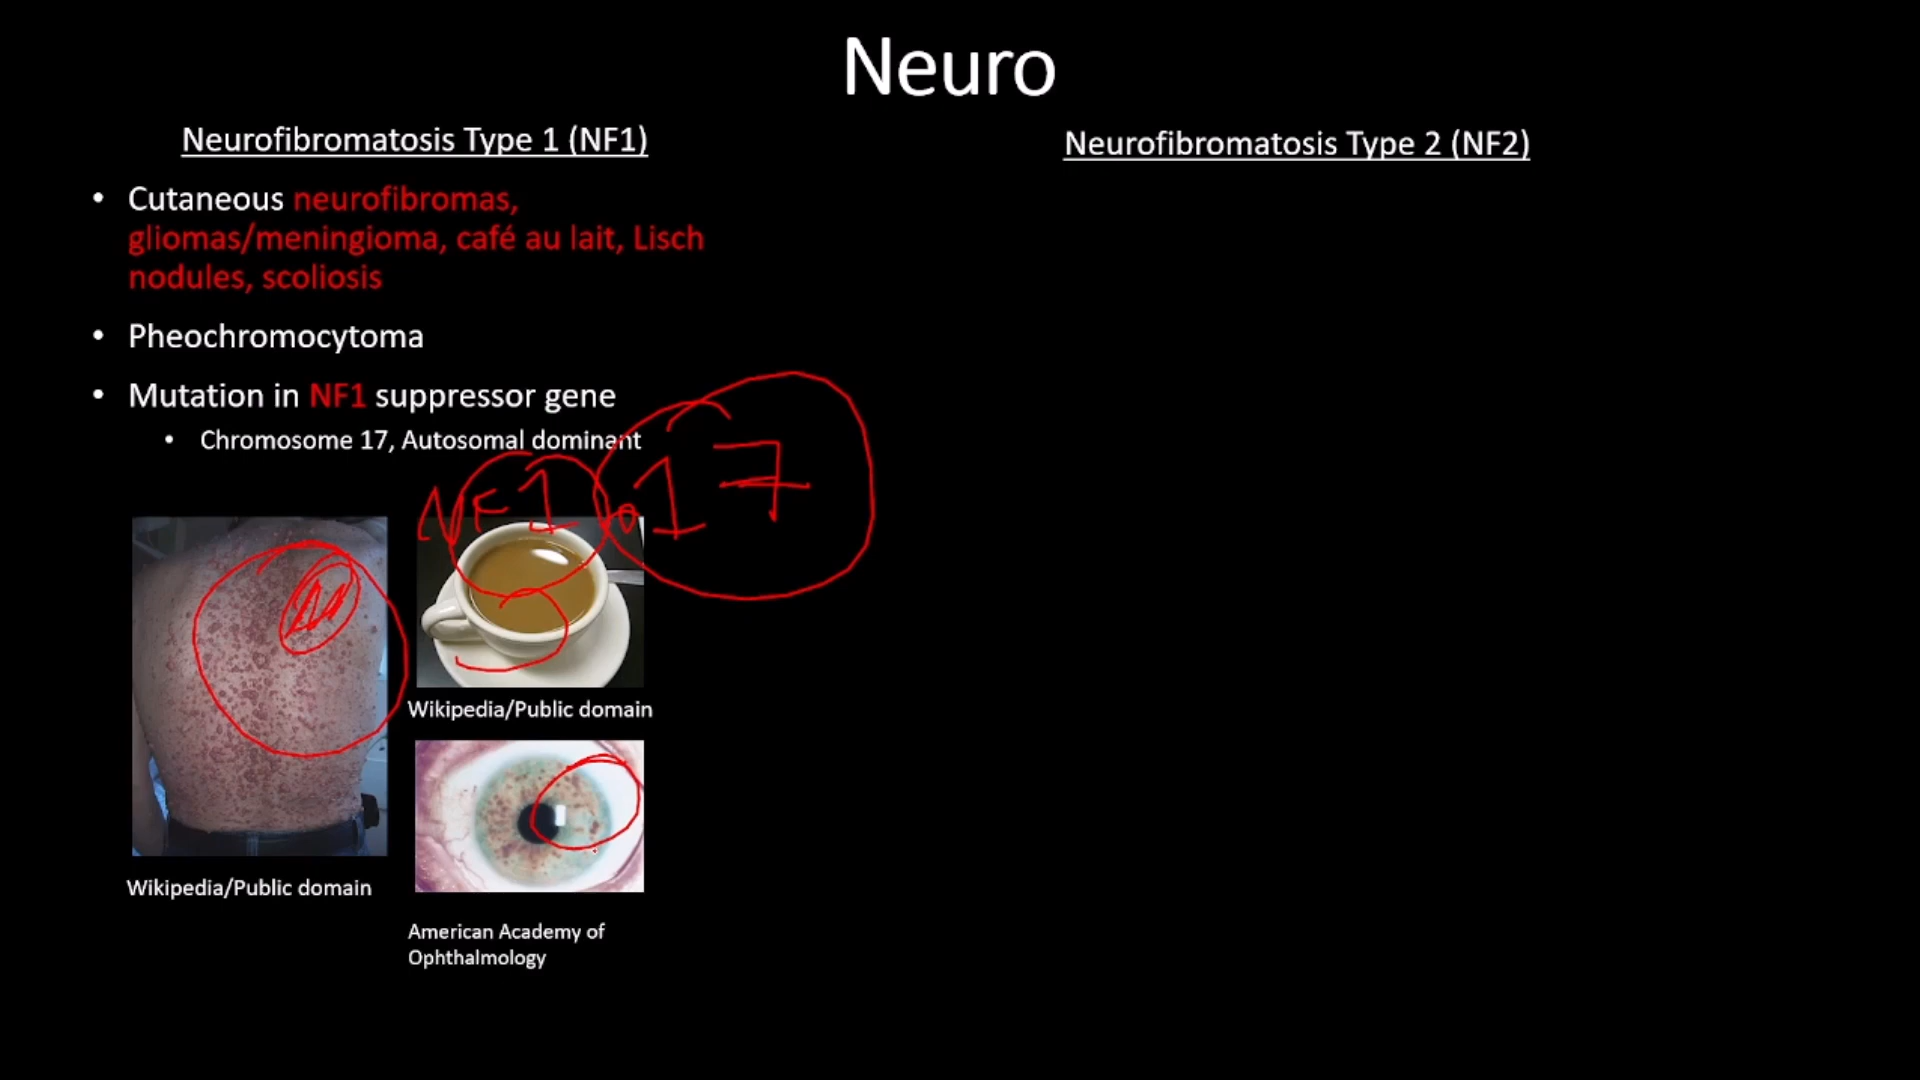 Neuro
Neurofibromatosis Type 1 (NF1)
• Cutaneous neurofibromas,
gliomas/meningioma, café au lait, Lisch
nodules, scoliosis
• Pheochromocytoma
• Mutation in NF1 suppressor gene
• Chromosome 17, Autosomal dominant
NF1
17
Wikipedia/Public domain
Wikipedia/Public domain
American Academy of
Ophthalmology
Neurofibromatosis Type 2 (NF2)